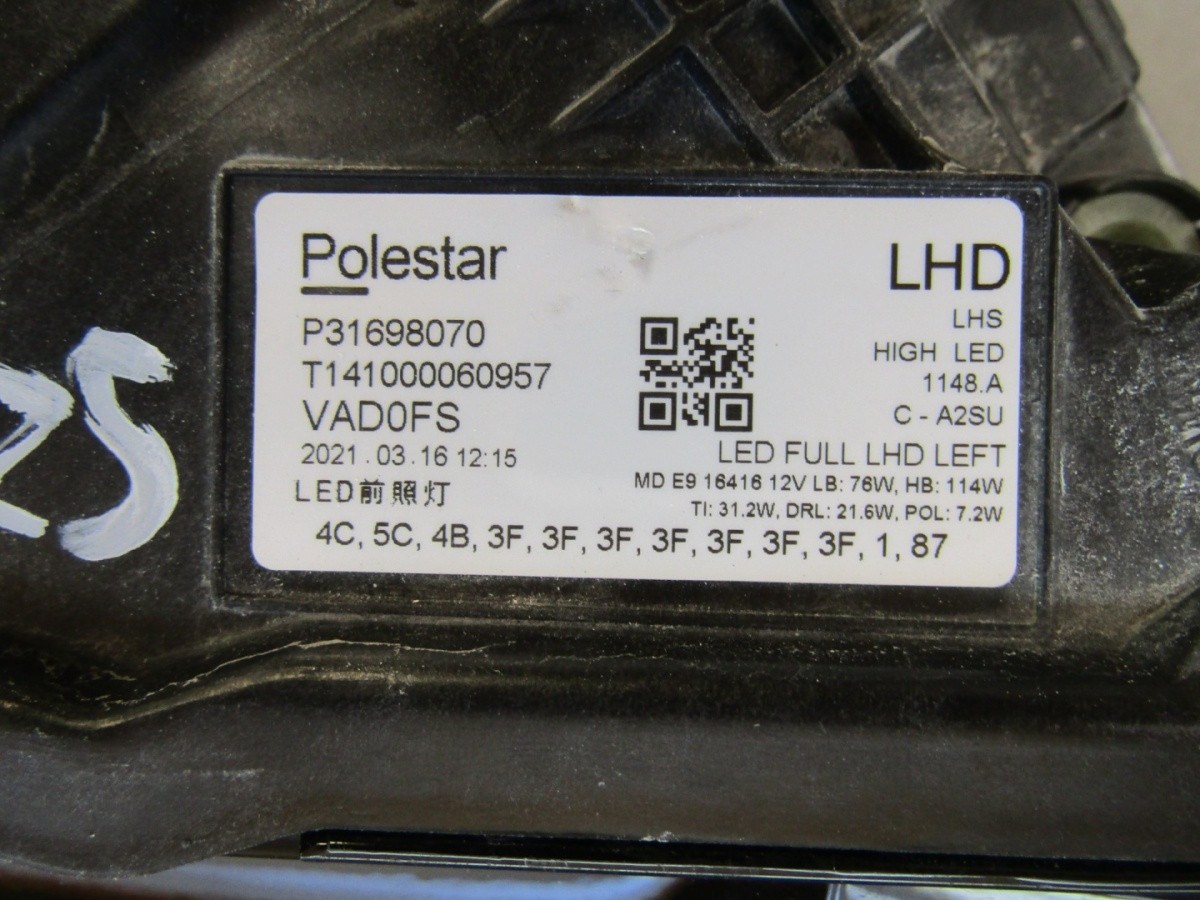 Polestar
P31698070
T141000060957
VAD0FS
2021.03.16 12:15
LED前照灯
LHD
LHS
HIGH LED
1148.A
C - A2SU
LED FULL LHD LEFT
MD E9 16416 12V LB: 76W, HB: 114W
TI: 31.2W, DRL: 21.6W, POL: 7.2W
4C, 5C, 4B, 3F, 3F, 3F, 3F, 3F, 3F, 3F, 1, 87